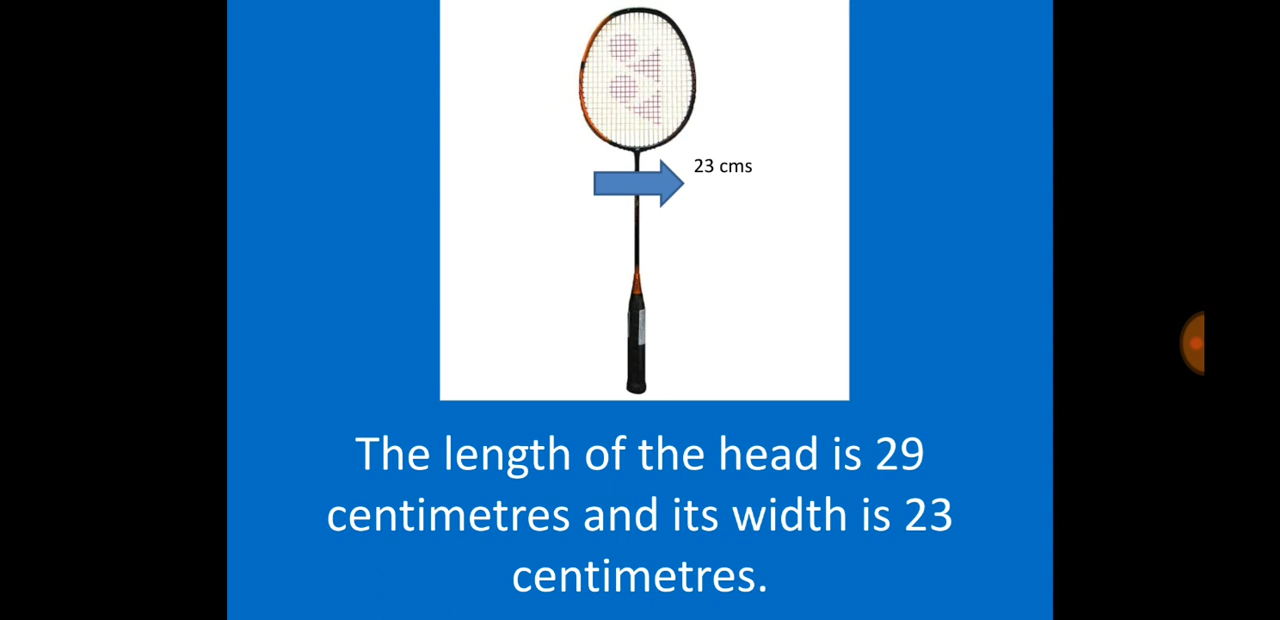 23 cms
The length of the head is 29
centimetres and its width is 23
centimetres.